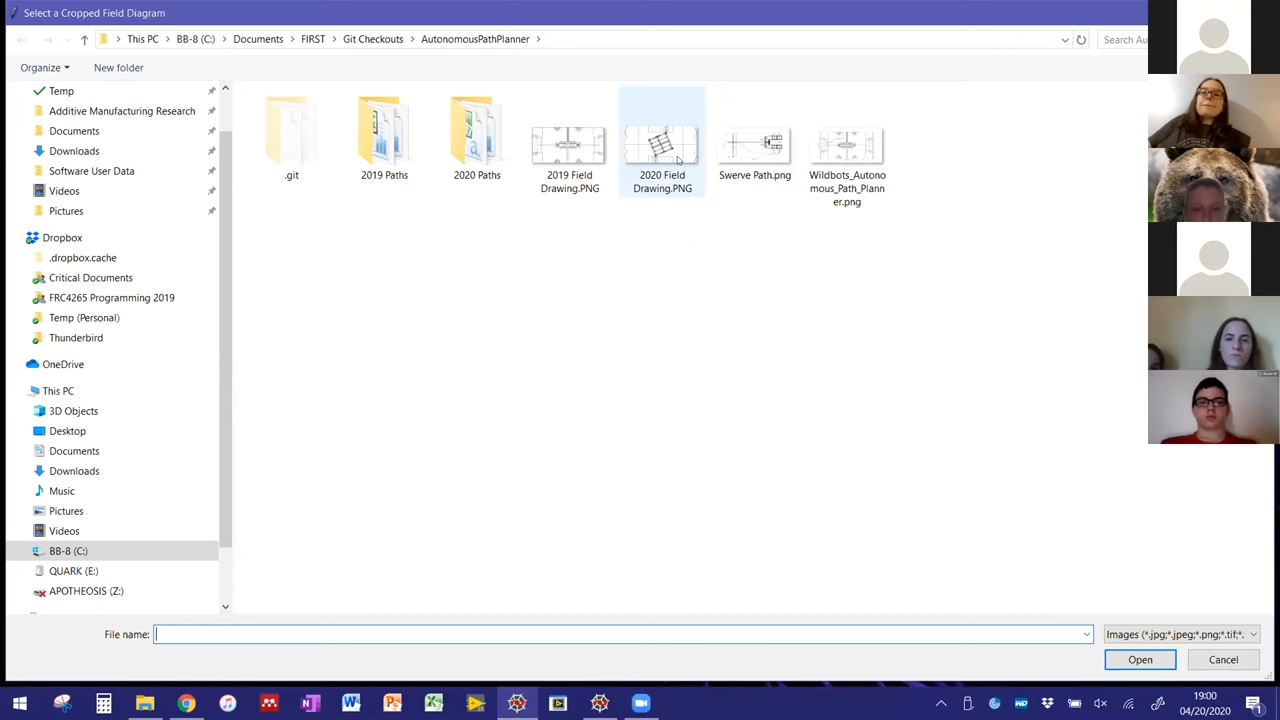 Select a Cropped Field Diagram
This PC > BB-8 (C:) > Documents > FIRST > Git Checkouts > AutonomousPathPlanner >
Search Au
Organize
New folder
Temp
Additive Manufacturing Research
Documents
Downloads
Software User Data
Videos
Pictures
Dropbox
.dropbox.cache
Critical Documents
FRC4265 Programming 2019
Temp (Personal)
Thunderbird
OneDrive
This PC
3D Objects
Desktop
Documents
Downloads
Music
Pictures
Videos
BB-8 (C:)
QUARK (E:)
APOTHEOSIS (Z:)
.git
2019 Paths
2020 Paths
2019 Field
Drawing.PNG
2020 Field
Drawing.PNG
Swerve Path.png
Wildbots_Autono
mous_Path_Plann
er.png
File name:
Images (*.jpg;*.jpeg;*.png;*.tif;*.
Open
Cancel
19:00
04/20/2020